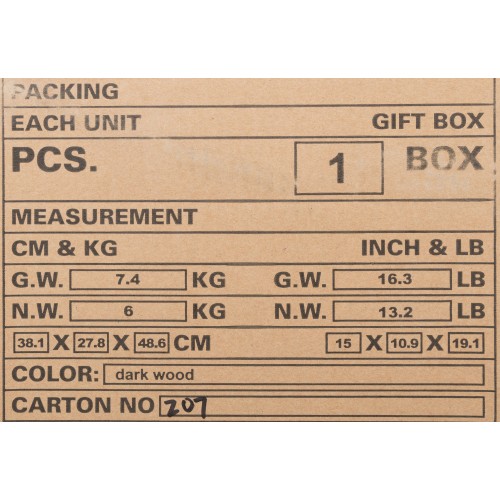 PACKING
EACH UNIT GIFT BOX
PCS. 1 BOX
MEASUREMENT
CM & KG INCH & LB
G.W. 7.4 KG G.W. 16.3 LB
N.W. 6 KG N.W. 13.2 LB
38.1 X 27.8 X 48.6 CM 15 X 10.9 X 19.1
COLOR: dark wood
CARTON NO 207